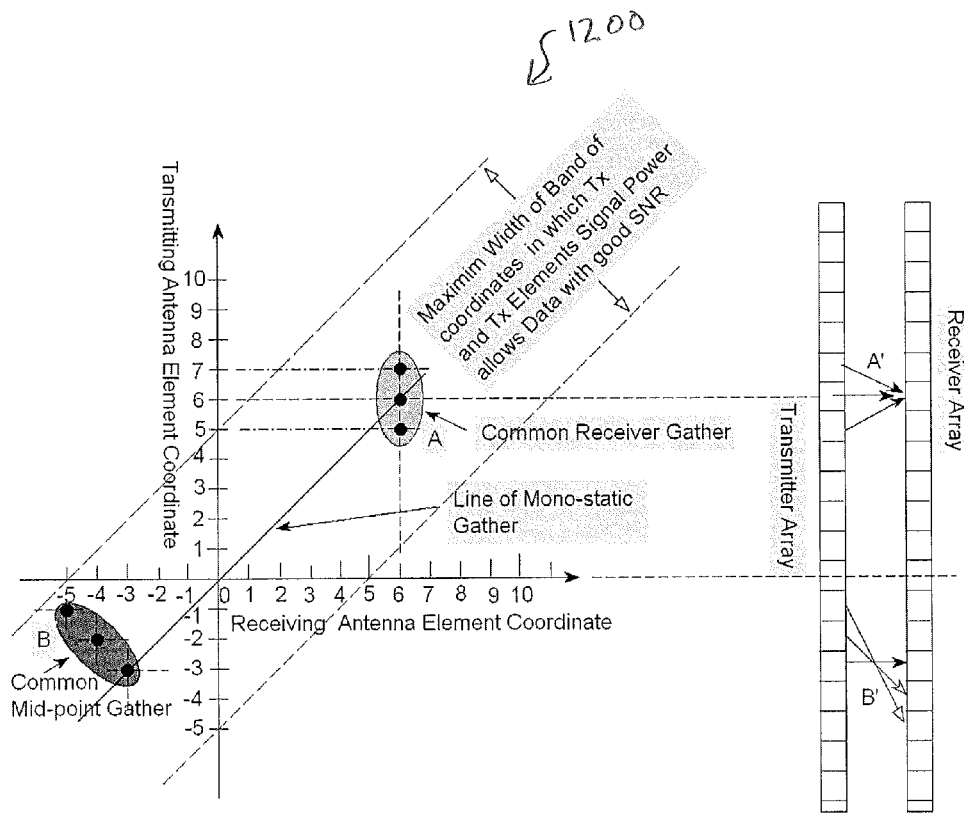 1200
Maximim Width of Band of
coordinates in which Tx
and Tx Elements Signal Power
allows Data with good SNR
Tansmitting Antenna Element Coordinate
10
9
8
7
6
5
4
3
2
1
A
Common Receiver Gather
Line of Mono-static
Gather
-5 -4 -3 -2 -1 0 1 2 3 4 5 6 7 8 9 10
Receiving Antenna Element Coordinate
-1
-2
-3
-4
-5
B
Common
Mid-point Gather
Transmitter Array
Receiver Array
A'
B'